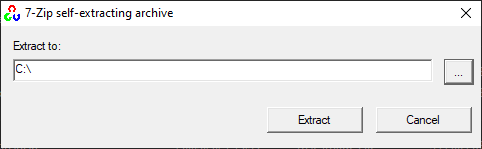 7-Zip self-extracting archive
Extract to:
C:\
...
Extract
Cancel